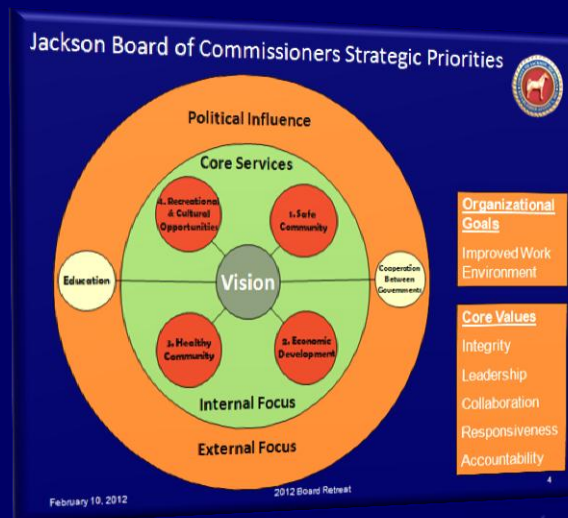 Jackson Board of Commissioners Strategic Priorities
Political Influence
Core Services
4. Recreational
& Cultural
Opportunities
1. Safe
Community
Education
Vision
Cooperation
Between
Governments
3. Healthy
Community
2. Economic
Development
Internal Focus
External Focus
Organizational
Goals
Improved Work
Environment
Core Values
Integrity
Leadership
Collaboration
Responsiveness
Accountability
February 10, 2012
2012 Board Retreat
4